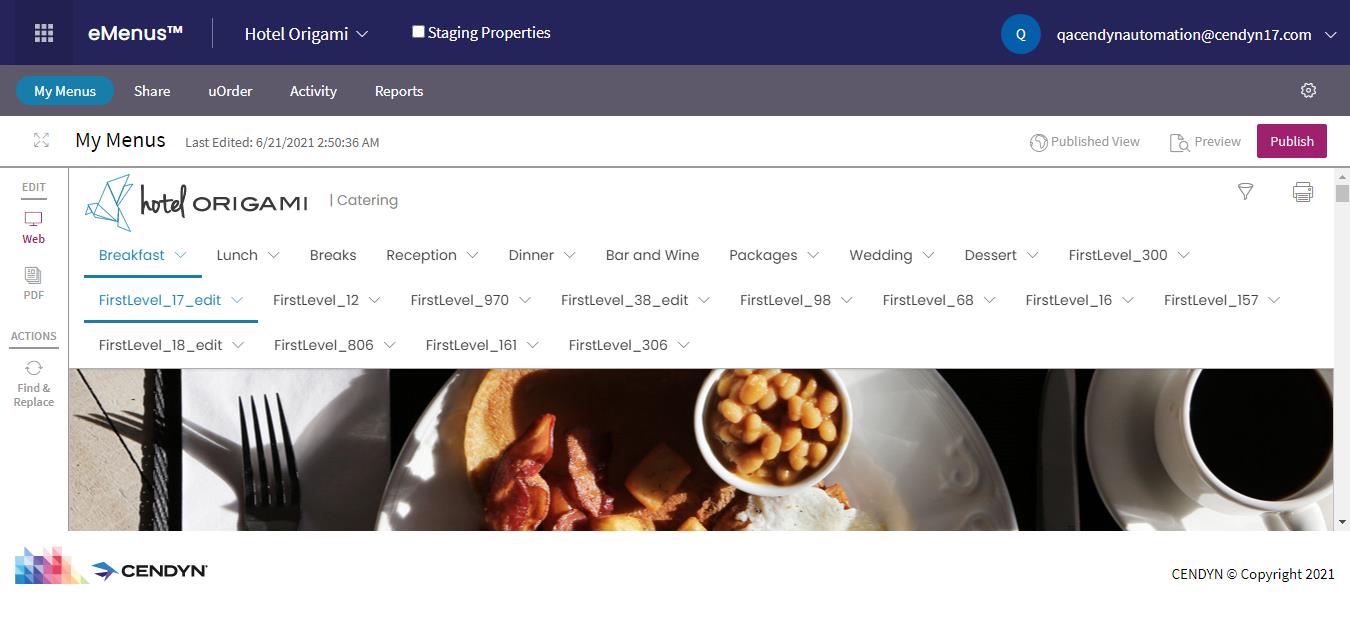 eMenus™ Hotel Origami Staging Properties Q qacendynautomation@cendyn17.com
My Menus Share uOrder Activity Reports
My Menus Last Edited: 6/21/2021 2:50:36 AM Published View Preview Publish
EDIT
Web
PDF
ACTIONS
Find &
Replace
hotel ORIGAMI | Catering
Breakfast Lunch Breaks Reception Dinner Bar and Wine Packages Wedding Dessert FirstLevel_300
FirstLevel_17_edit FirstLevel_12 FirstLevel_970 FirstLevel_38_edit FirstLevel_98 FirstLevel_68 FirstLevel_16 FirstLevel_157
FirstLevel_18_edit FirstLevel_806 FirstLevel_161 FirstLevel_306
CENDYN CENDYN © Copyright 2021